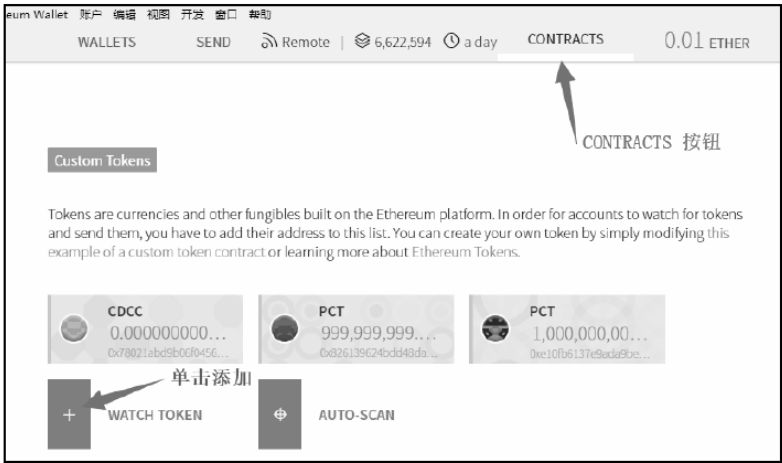 eum Wallet 账户 编辑 视图 开发 窗口 帮助
WALLETS SEND Remote | 6,622,594 a day CONTRACTS 0.01 ETHER
CONTRACTS 按钮
Custom Tokens
Tokens are currencies and other fungibles built on the Ethereum platform. In order for accounts to watch for tokens
and send them, you have to add their address to this list. You can create your own token by simply modifying this
example of a custom token contract or learning more about Ethereum Tokens.
CDCC PCT PCT
0.000000000... 999,999,999.... 1,000,000,00...
0x78021abd9b06f0456... 0x826139624bdd48da... 0xe10fb6137e9ada9be...
单击添加
WATCH TOKEN AUTO-SCAN